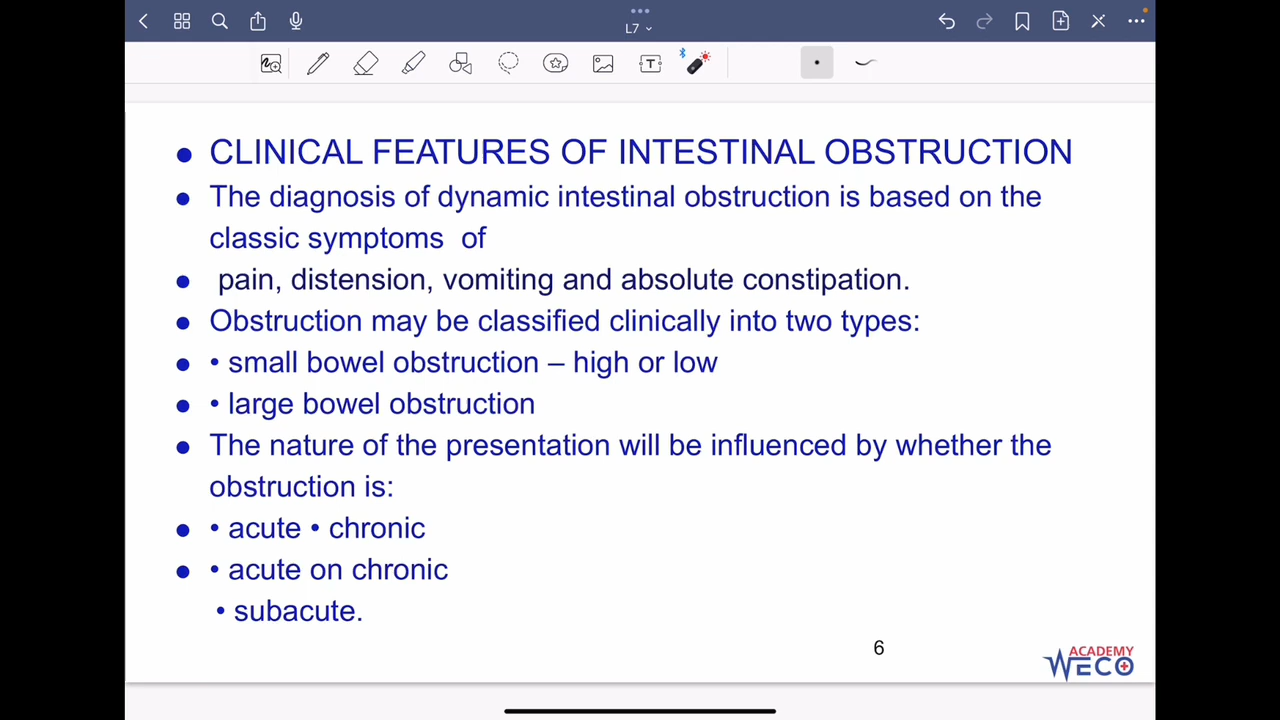 L7
● CLINICAL FEATURES OF INTESTINAL OBSTRUCTION
● The diagnosis of dynamic intestinal obstruction is based on the
classic symptoms of
● pain, distension, vomiting and absolute constipation.
● Obstruction may be classified clinically into two types:
● • small bowel obstruction – high or low
● • large bowel obstruction
● The nature of the presentation will be influenced by whether the
obstruction is:
● • acute • chronic
● • acute on chronic
• subacute.
6
ACADEMY
WECO